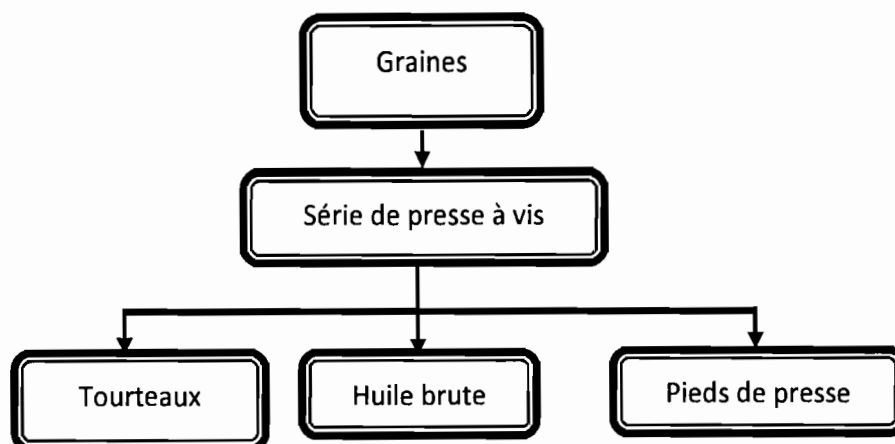 Graines
Série de presse à vis
Tourteaux
Huile brute
Pieds de presse